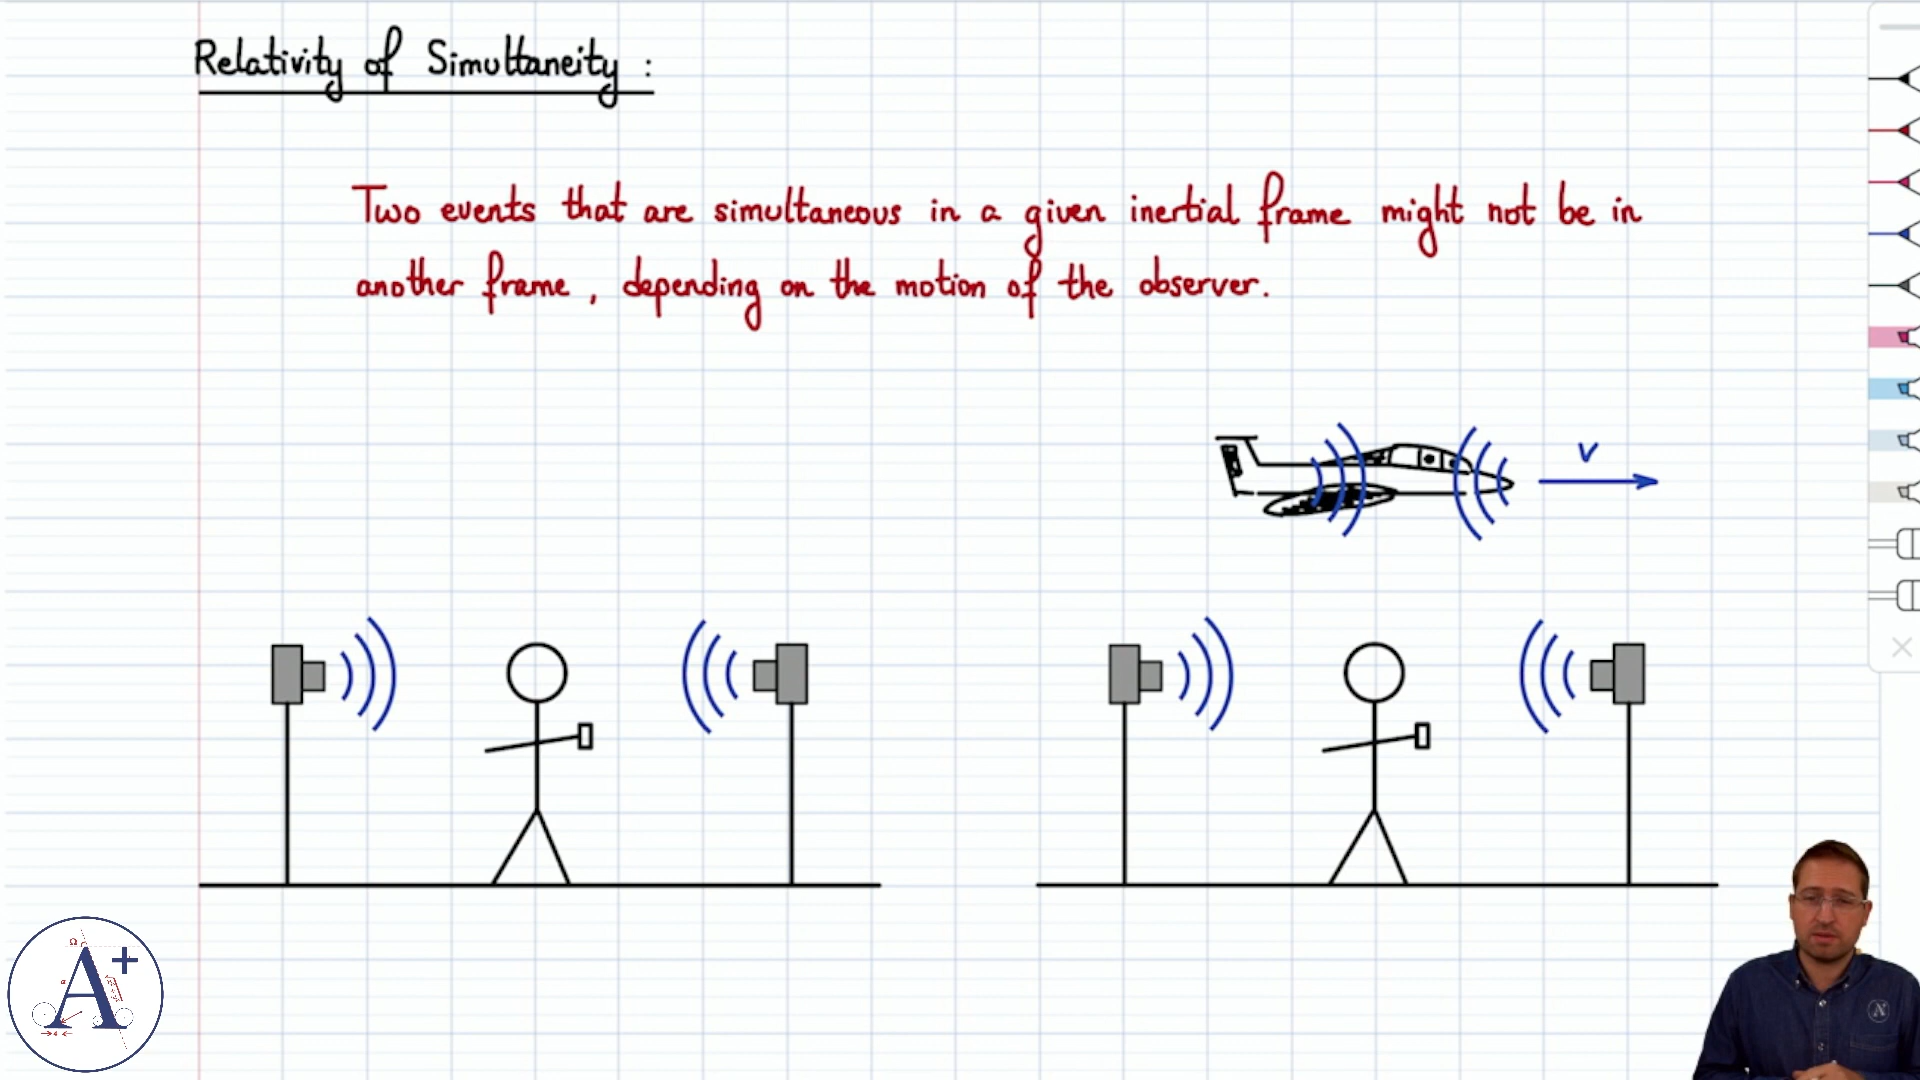 Relativity of Simultaneity :
Two events that are simultaneous in a given inertial frame might not be in
another frame, depending on the motion of the observer.
v
A+